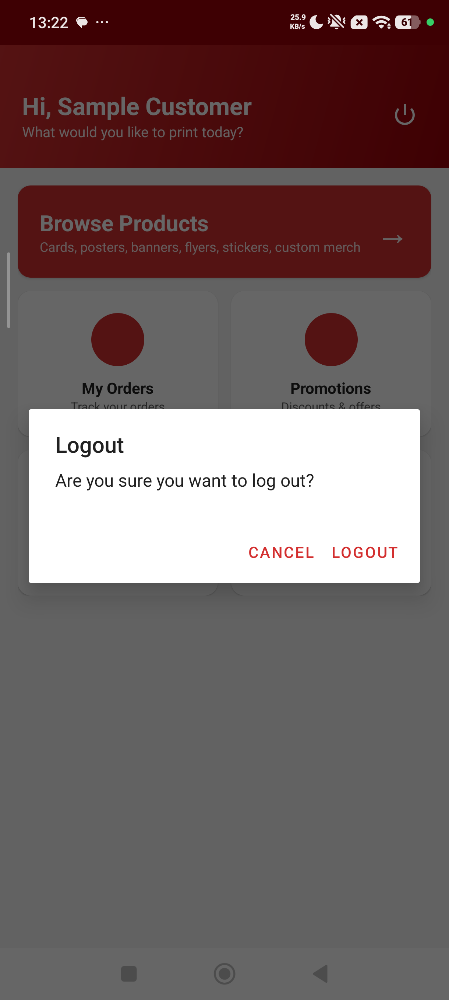 13:22
25.9
KB/s
61
Hi, Sample Customer
What would you like to print today?
Browse Products
Cards, posters, banners, flyers, stickers, custom merch
→
My Orders
Promotions
Track your orders
Discounts & offers
Logout
Are you sure you want to log out?
CANCEL LOGOUT